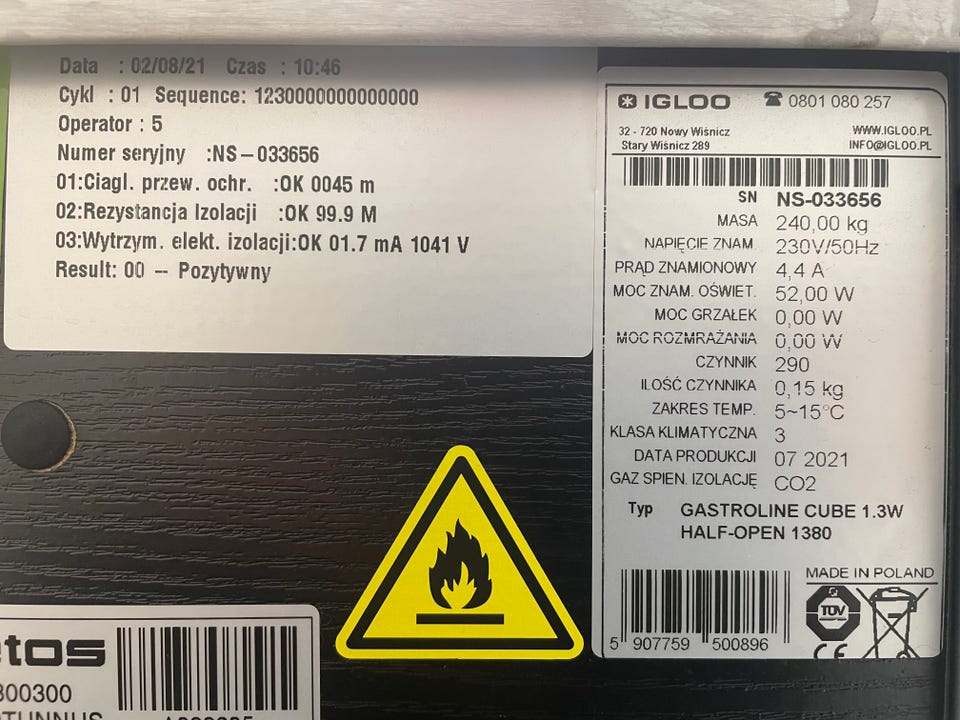 Data : 02/08/21 Czas : 10:46
Cykl : 01 Sequence: 1230000000000000
Operator : 5
Numer seryjny :NS-033656
01:Ciagl. przew. ochr. :OK 0045 m
02:Rezystancja Izolacji :OK 99.9 M
03:Wytrzym. elekt. izolacji:OK 01.7 mA 1041 V
Result: 00 -- Pozytywny
IGLOO 0801 080 257
32 - 720 Nowy Wiśnicz WWW.IGLOO.PL
Stary Wiśnicz 289 INFO@IGLOO.PL
SN NS-033656
MASA 240,00 kg
NAPIĘCIE ZNAM. 230V/50Hz
PRĄD ZNAMIONOWY 4,4 A
MOC ZNAM. OŚWIET. 52,00 W
MOC GRZAŁEK 0,00 W
MOC ROZMRAŻANIA 0,00 W
CZYNNIK 290
ILOŚĆ CZYNNIKA 0,15 kg
ZAKRES TEMP. 5~15°C
KLASA KLIMATYCZNA 3
DATA PRODUKCJI 07 2021
GAZ SPIEN. IZOLACJĘ CO2
Typ GASTROLINE CUBE 1.3W
HALF-OPEN 1380
MADE IN POLAND
TÜV
5 907759 500896
CE
etos
300300